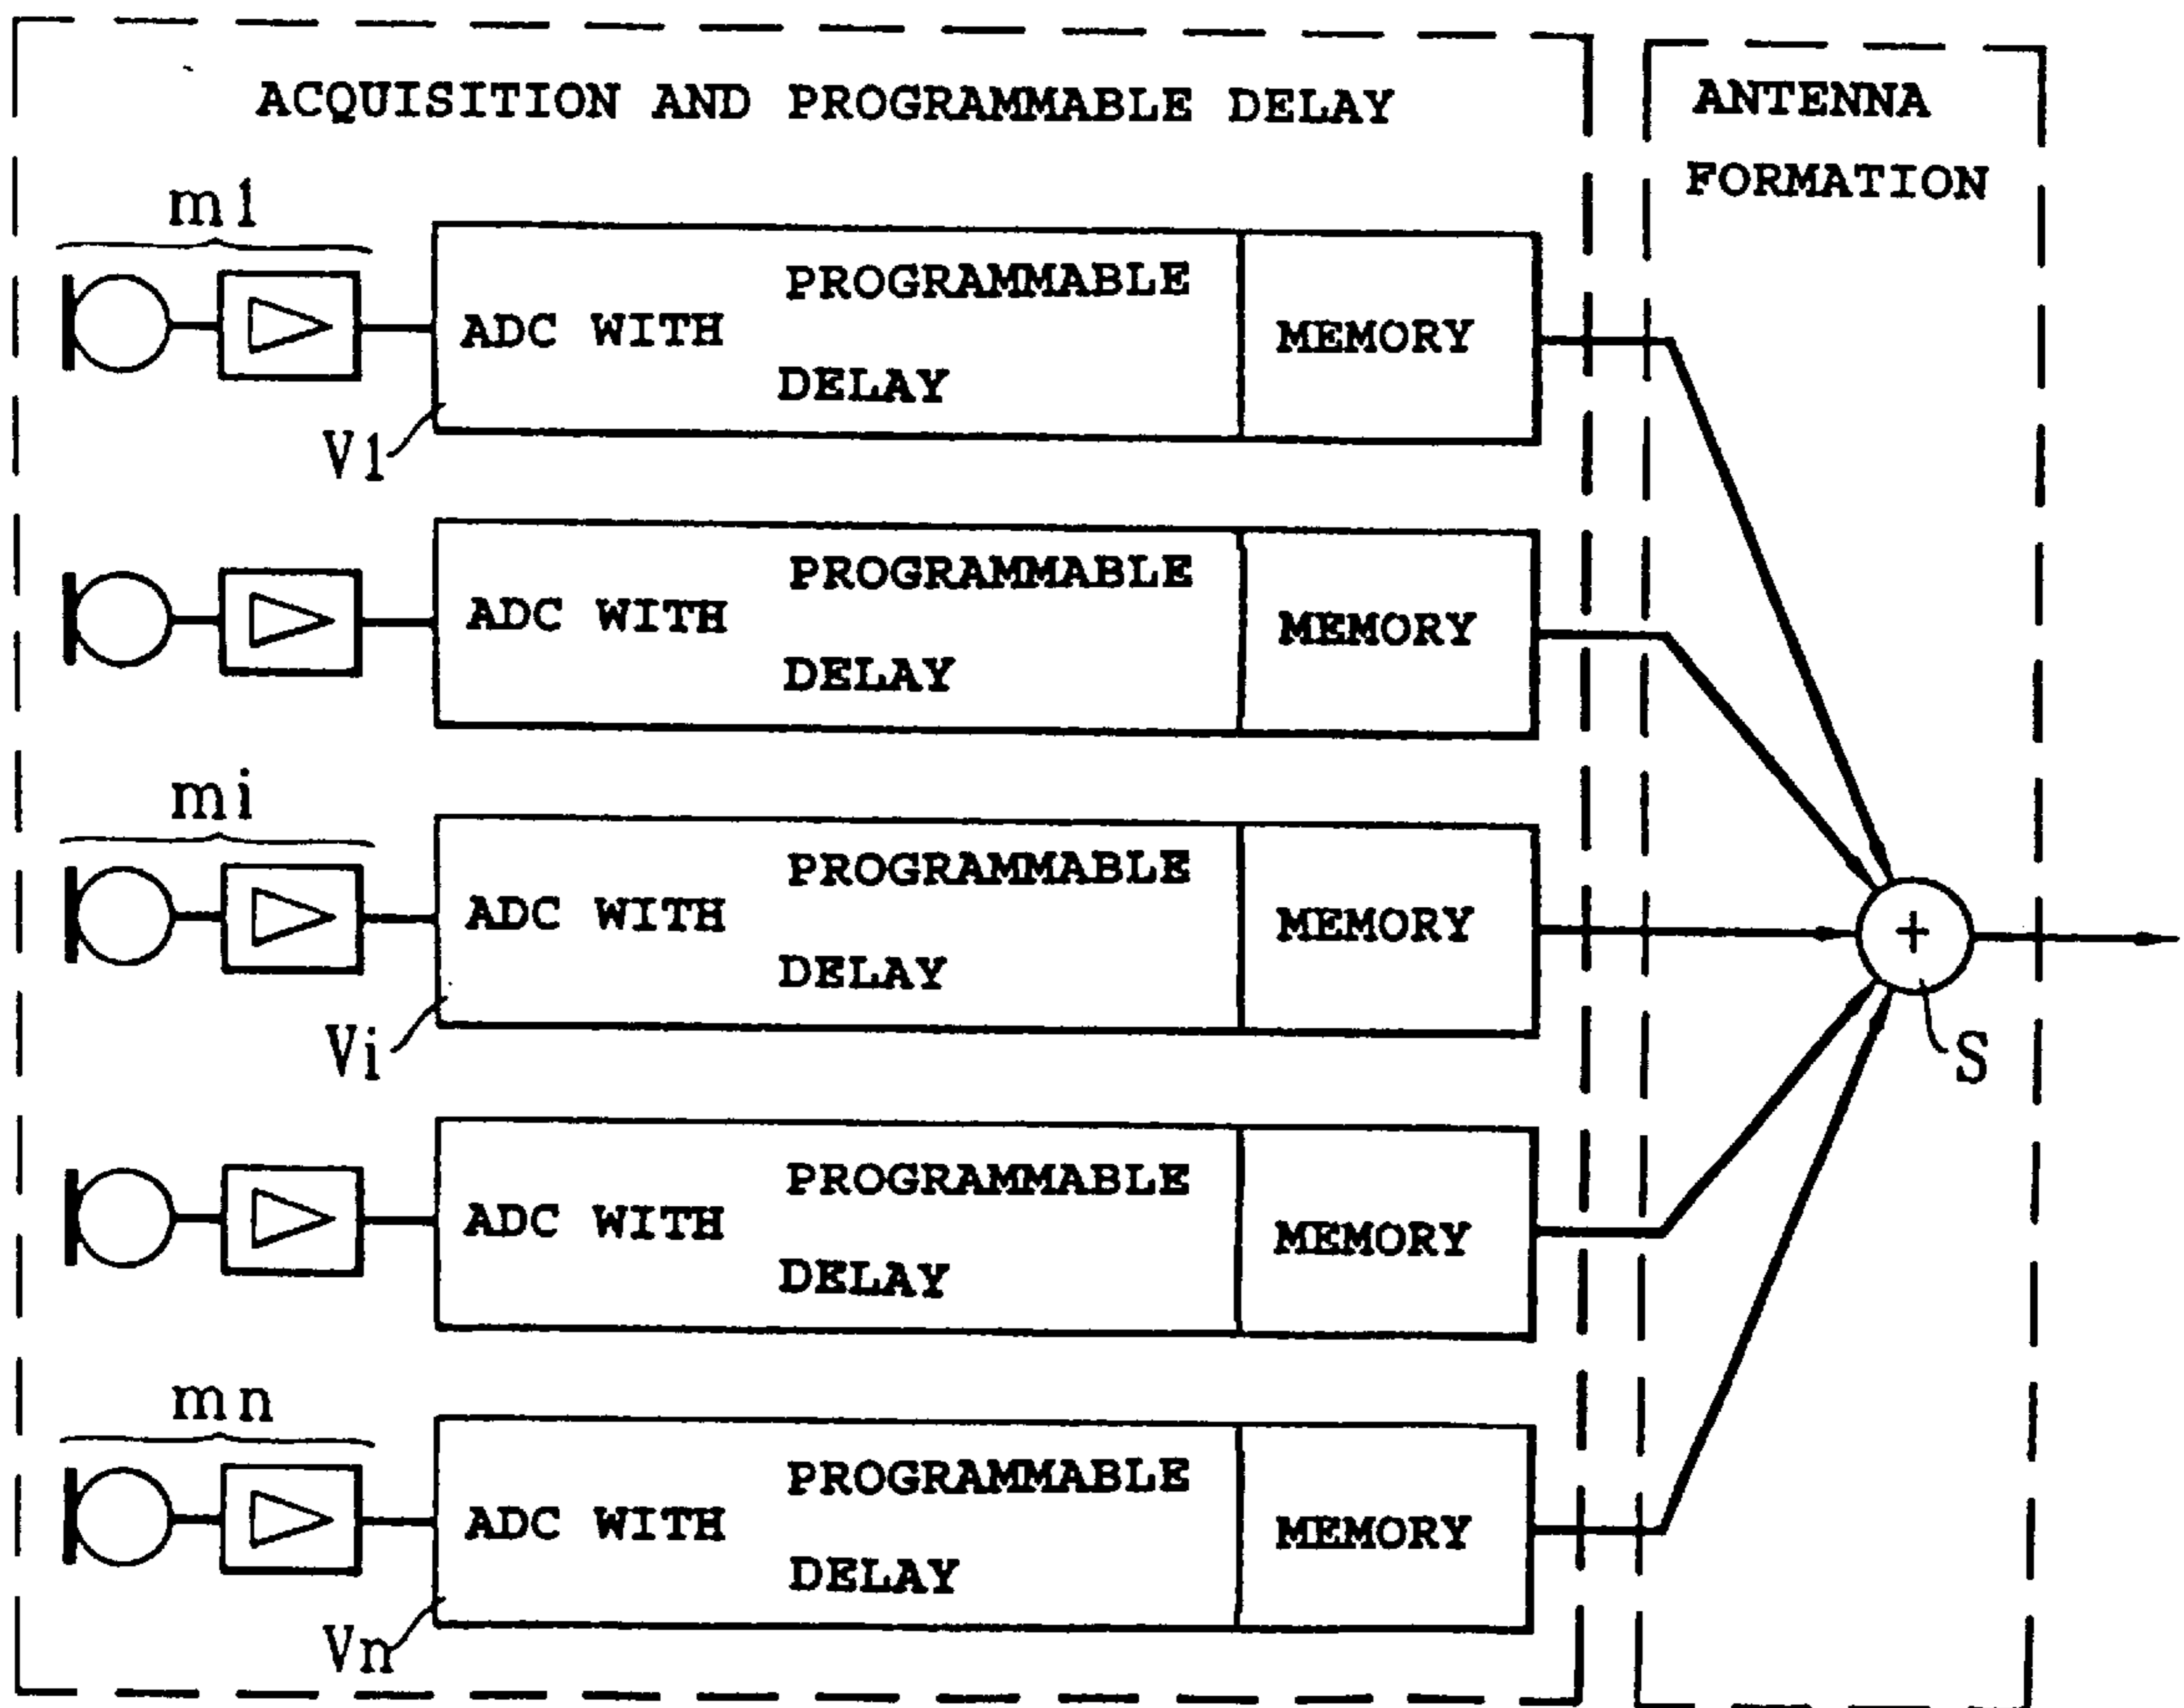 ACQUISITION AND PROGRAMMABLE DELAY
ANTENNA
FORMATION
m1
PROGRAMMABLE
ADC WITH
DELAY
MEMORY
V1
PROGRAMMABLE
ADC WITH
DELAY
MEMORY
mi
PROGRAMMABLE
ADC WITH
DELAY
MEMORY
Vi
+
S
PROGRAMMABLE
ADC WITH
DELAY
MEMORY
mn
PROGRAMMABLE
ADC WITH
DELAY
MEMORY
Vn